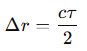 Δr = cτ/2